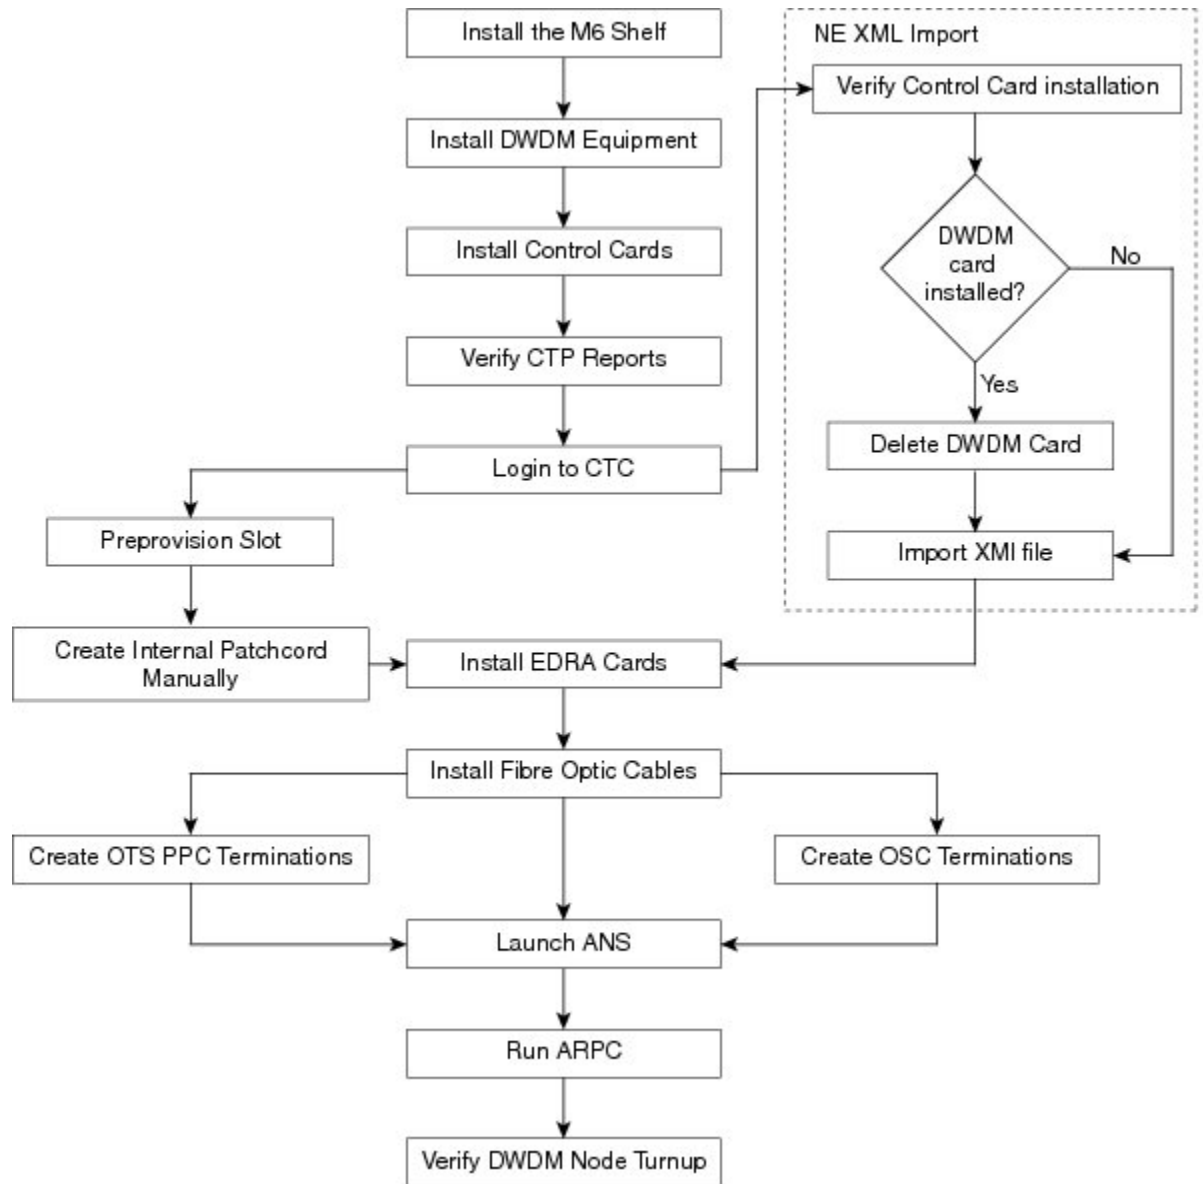 Install the M6 Shelf
NE XML Import
Verify Control Card installation
Install DWDM Equipment
Install Control Cards
DWDM
card
installed?
No
Verify CTP Reports
Yes
Delete DWDM Card
Login to CTC
Preprovision Slot
Import XMI file
Create Internal Patchcord
Manually
Install EDRA Cards
Install Fibre Optic Cables
Create OTS PPC Terminations
Create OSC Terminations
Launch ANS
Run ARPC
Verify DWDM Node Turnup